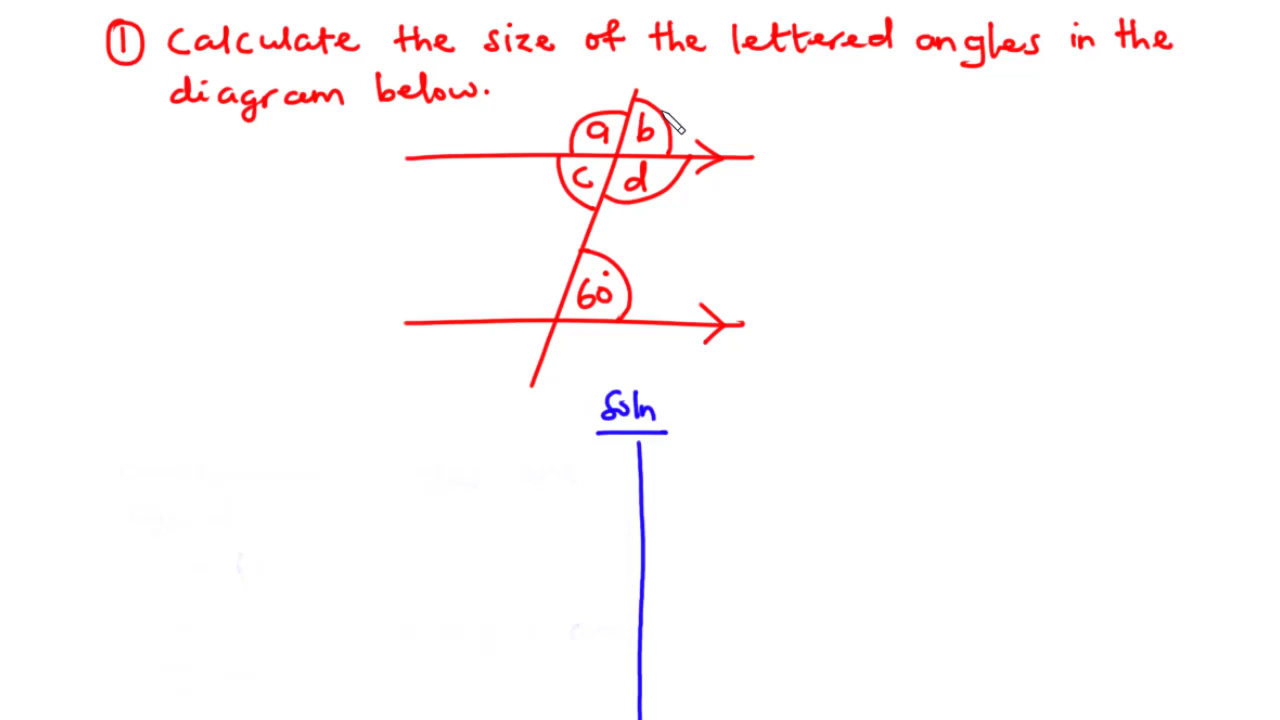 ① Calculate the size of the lettered angles in the
diagram below.
a b
c d
60°
Soln